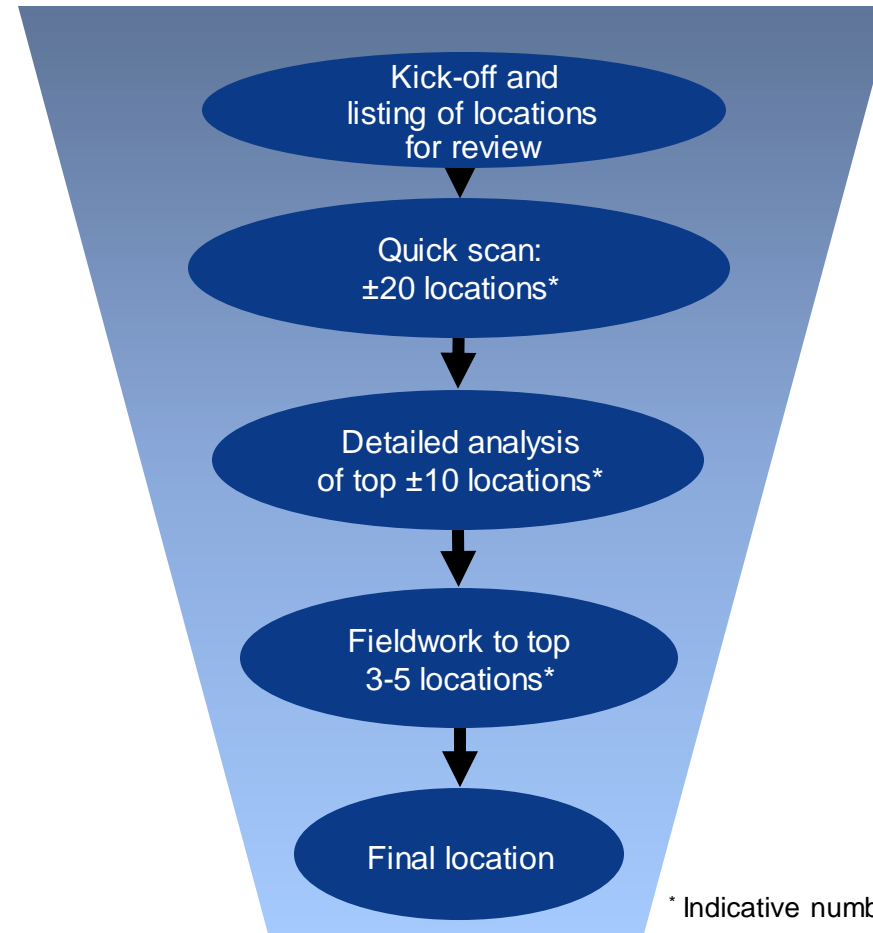 Kick-off and
listing of locations
for review
Quick scan:
±20 locations*
Detailed analysis
of top ±10 locations*
Fieldwork to top
3-5 locations*
Final location
* Indicative